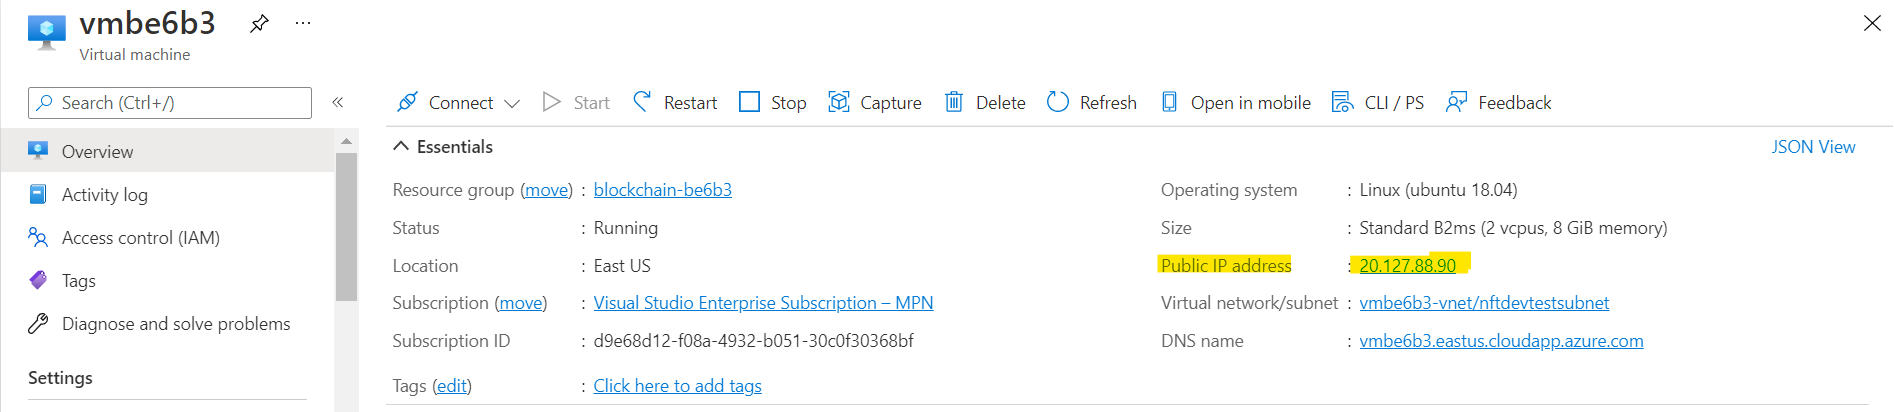 vmbe6b3
Virtual machine
Search (Ctrl+/)
Connect Start Restart Stop Capture Delete Refresh Open in mobile CLI / PS Feedback
Overview
Activity log
Access control (IAM)
Tags
Diagnose and solve problems
Settings
Essentials
JSON View
Resource group (move) : blockchain-be6b3
Status : Running
Location : East US
Subscription (move) : Visual Studio Enterprise Subscription – MPN
Subscription ID : d9e68d12-f08a-4932-b051-30c0f30368bf
Tags (edit) : Click here to add tags
Operating system : Linux (ubuntu 18.04)
Size : Standard B2ms (2 vcpus, 8 GiB memory)
Public IP address : 20.127.88.90
Virtual network/subnet : vmbe6b3-vnet/nftdevtestsubnet
DNS name : vmbe6b3.eastus.cloudapp.azure.com